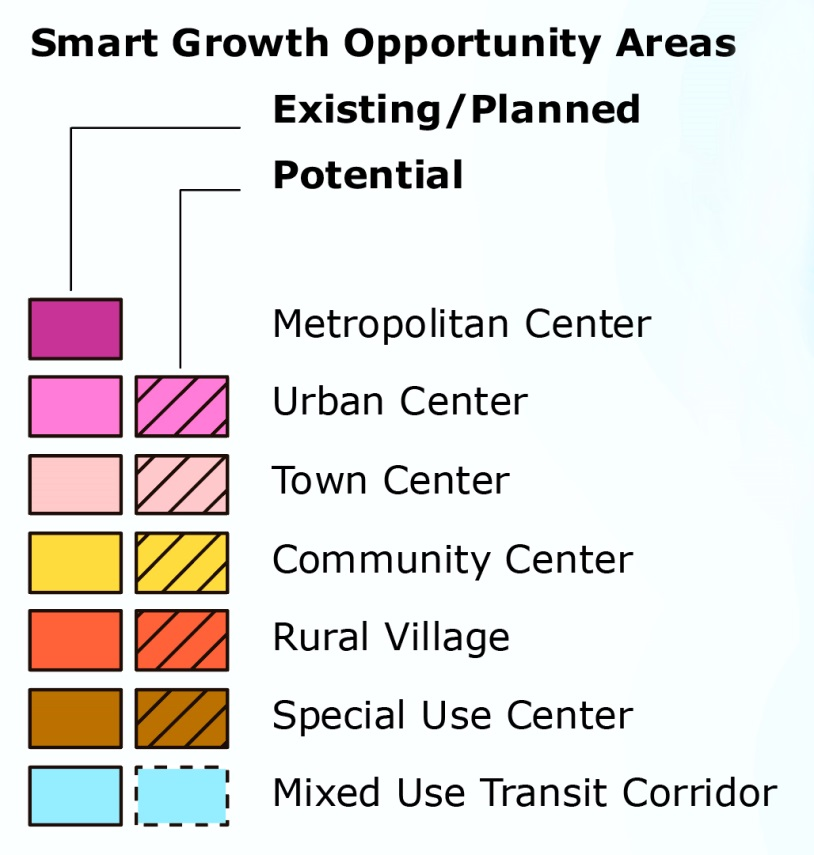 Smart Growth Opportunity Areas
Existing/Planned
Potential
Metropolitan Center
Urban Center
Town Center
Community Center
Rural Village
Special Use Center
Mixed Use Transit Corridor